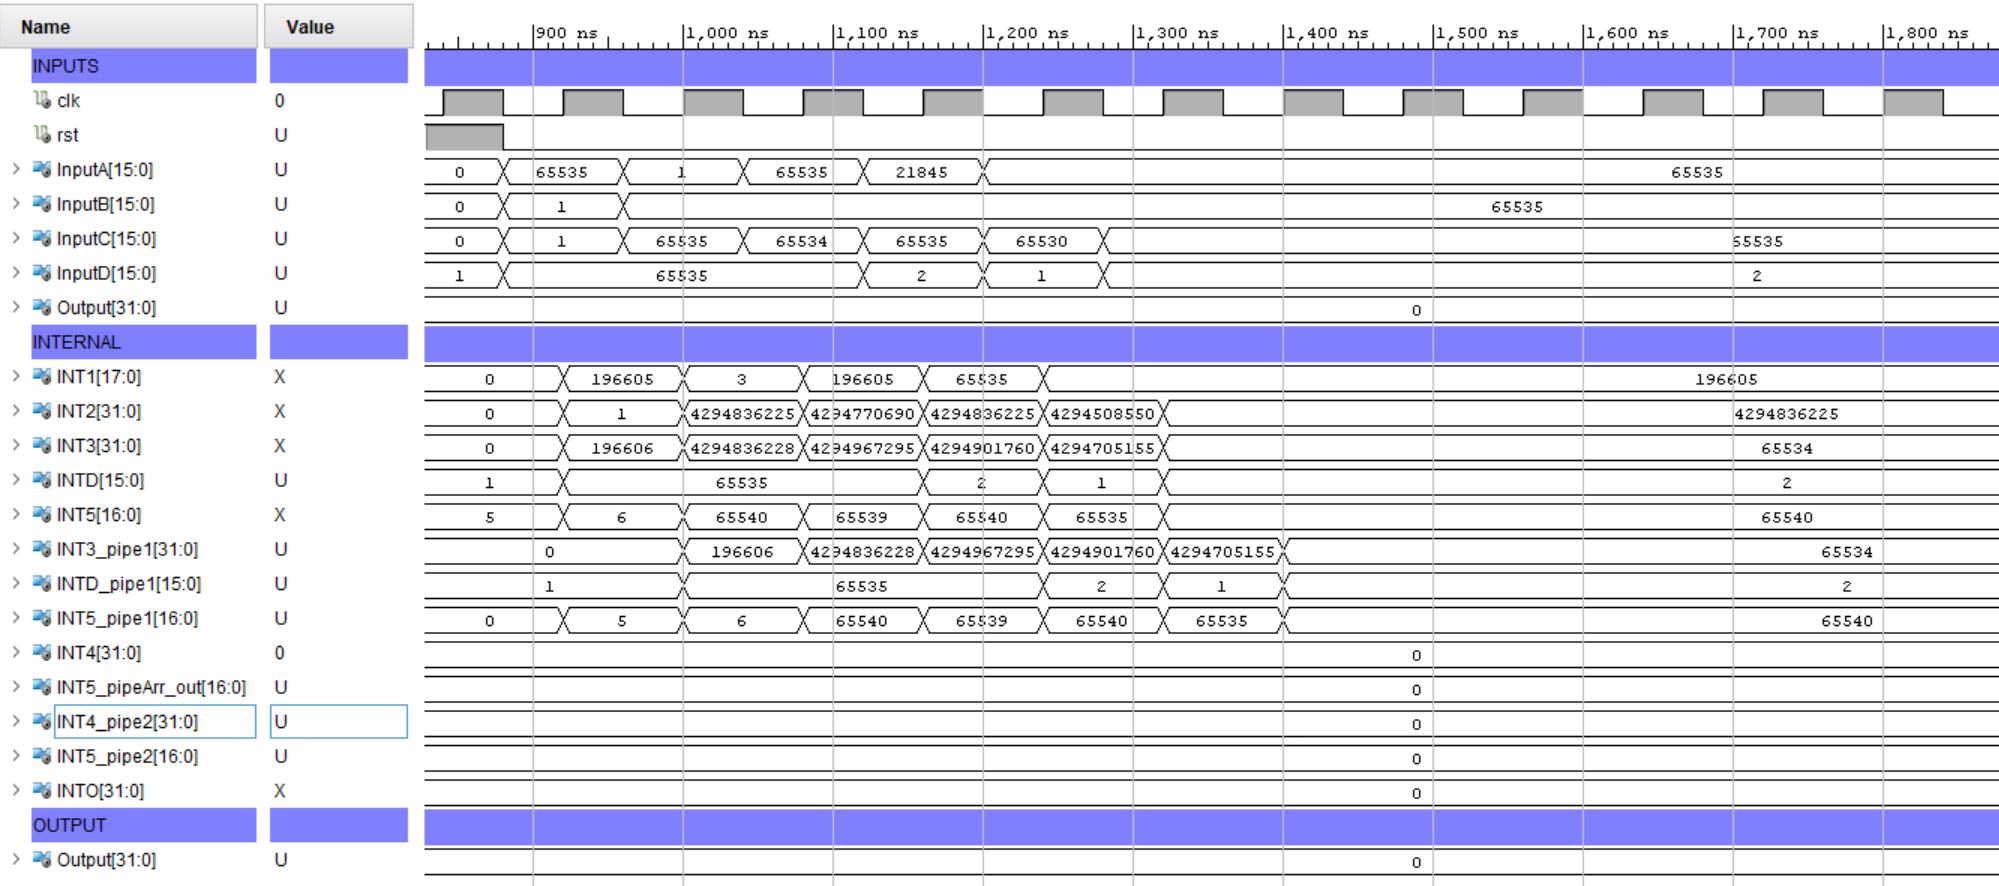 Name Value 900 ns 1,000 ns 1,100 ns 1,200 ns 1,300 ns 1,400 ns 1,500 ns 1,600 ns 1,700 ns 1,800 ns
INPUTS
clk 0
rst U
InputA[15:0] U 0 65535 1 65535 21845 65535
InputB[15:0] U 0 1 65535
InputC[15:0] U 0 1 65535 65534 65535 65530 65535
InputD[15:0] U 1 65535 2 1 2
Output[31:0] U 0
INTERNAL
INT1[17:0] X 0 196605 3 196605 65535 196605
INT2[31:0] X 0 1 4294836225 4294770690 4294836225 4294508550 4294836225
INT3[31:0] X 0 196606 4294836228 4294967295 4294901760 4294705155 65534
INTD[15:0] U 1 65535 2 1 2
INT5[16:0] X 5 6 65540 65539 65540 65535 65540
INT3_pipe1[31:0] U 0 196606 4294836228 4294967295 4294901760 4294705155 65534
INTD_pipe1[15:0] U 1 65535 2 1 2
INT5_pipe1[16:0] U 0 5 6 65540 65539 65540 65535 65540
INT4[31:0] 0 0
INT5_pipeArr_out[16:0] U 0
INT4_pipe2[31:0] U 0
INT5_pipe2[16:0] U 0
INTO[31:0] X 0
OUTPUT
Output[31:0] U 0